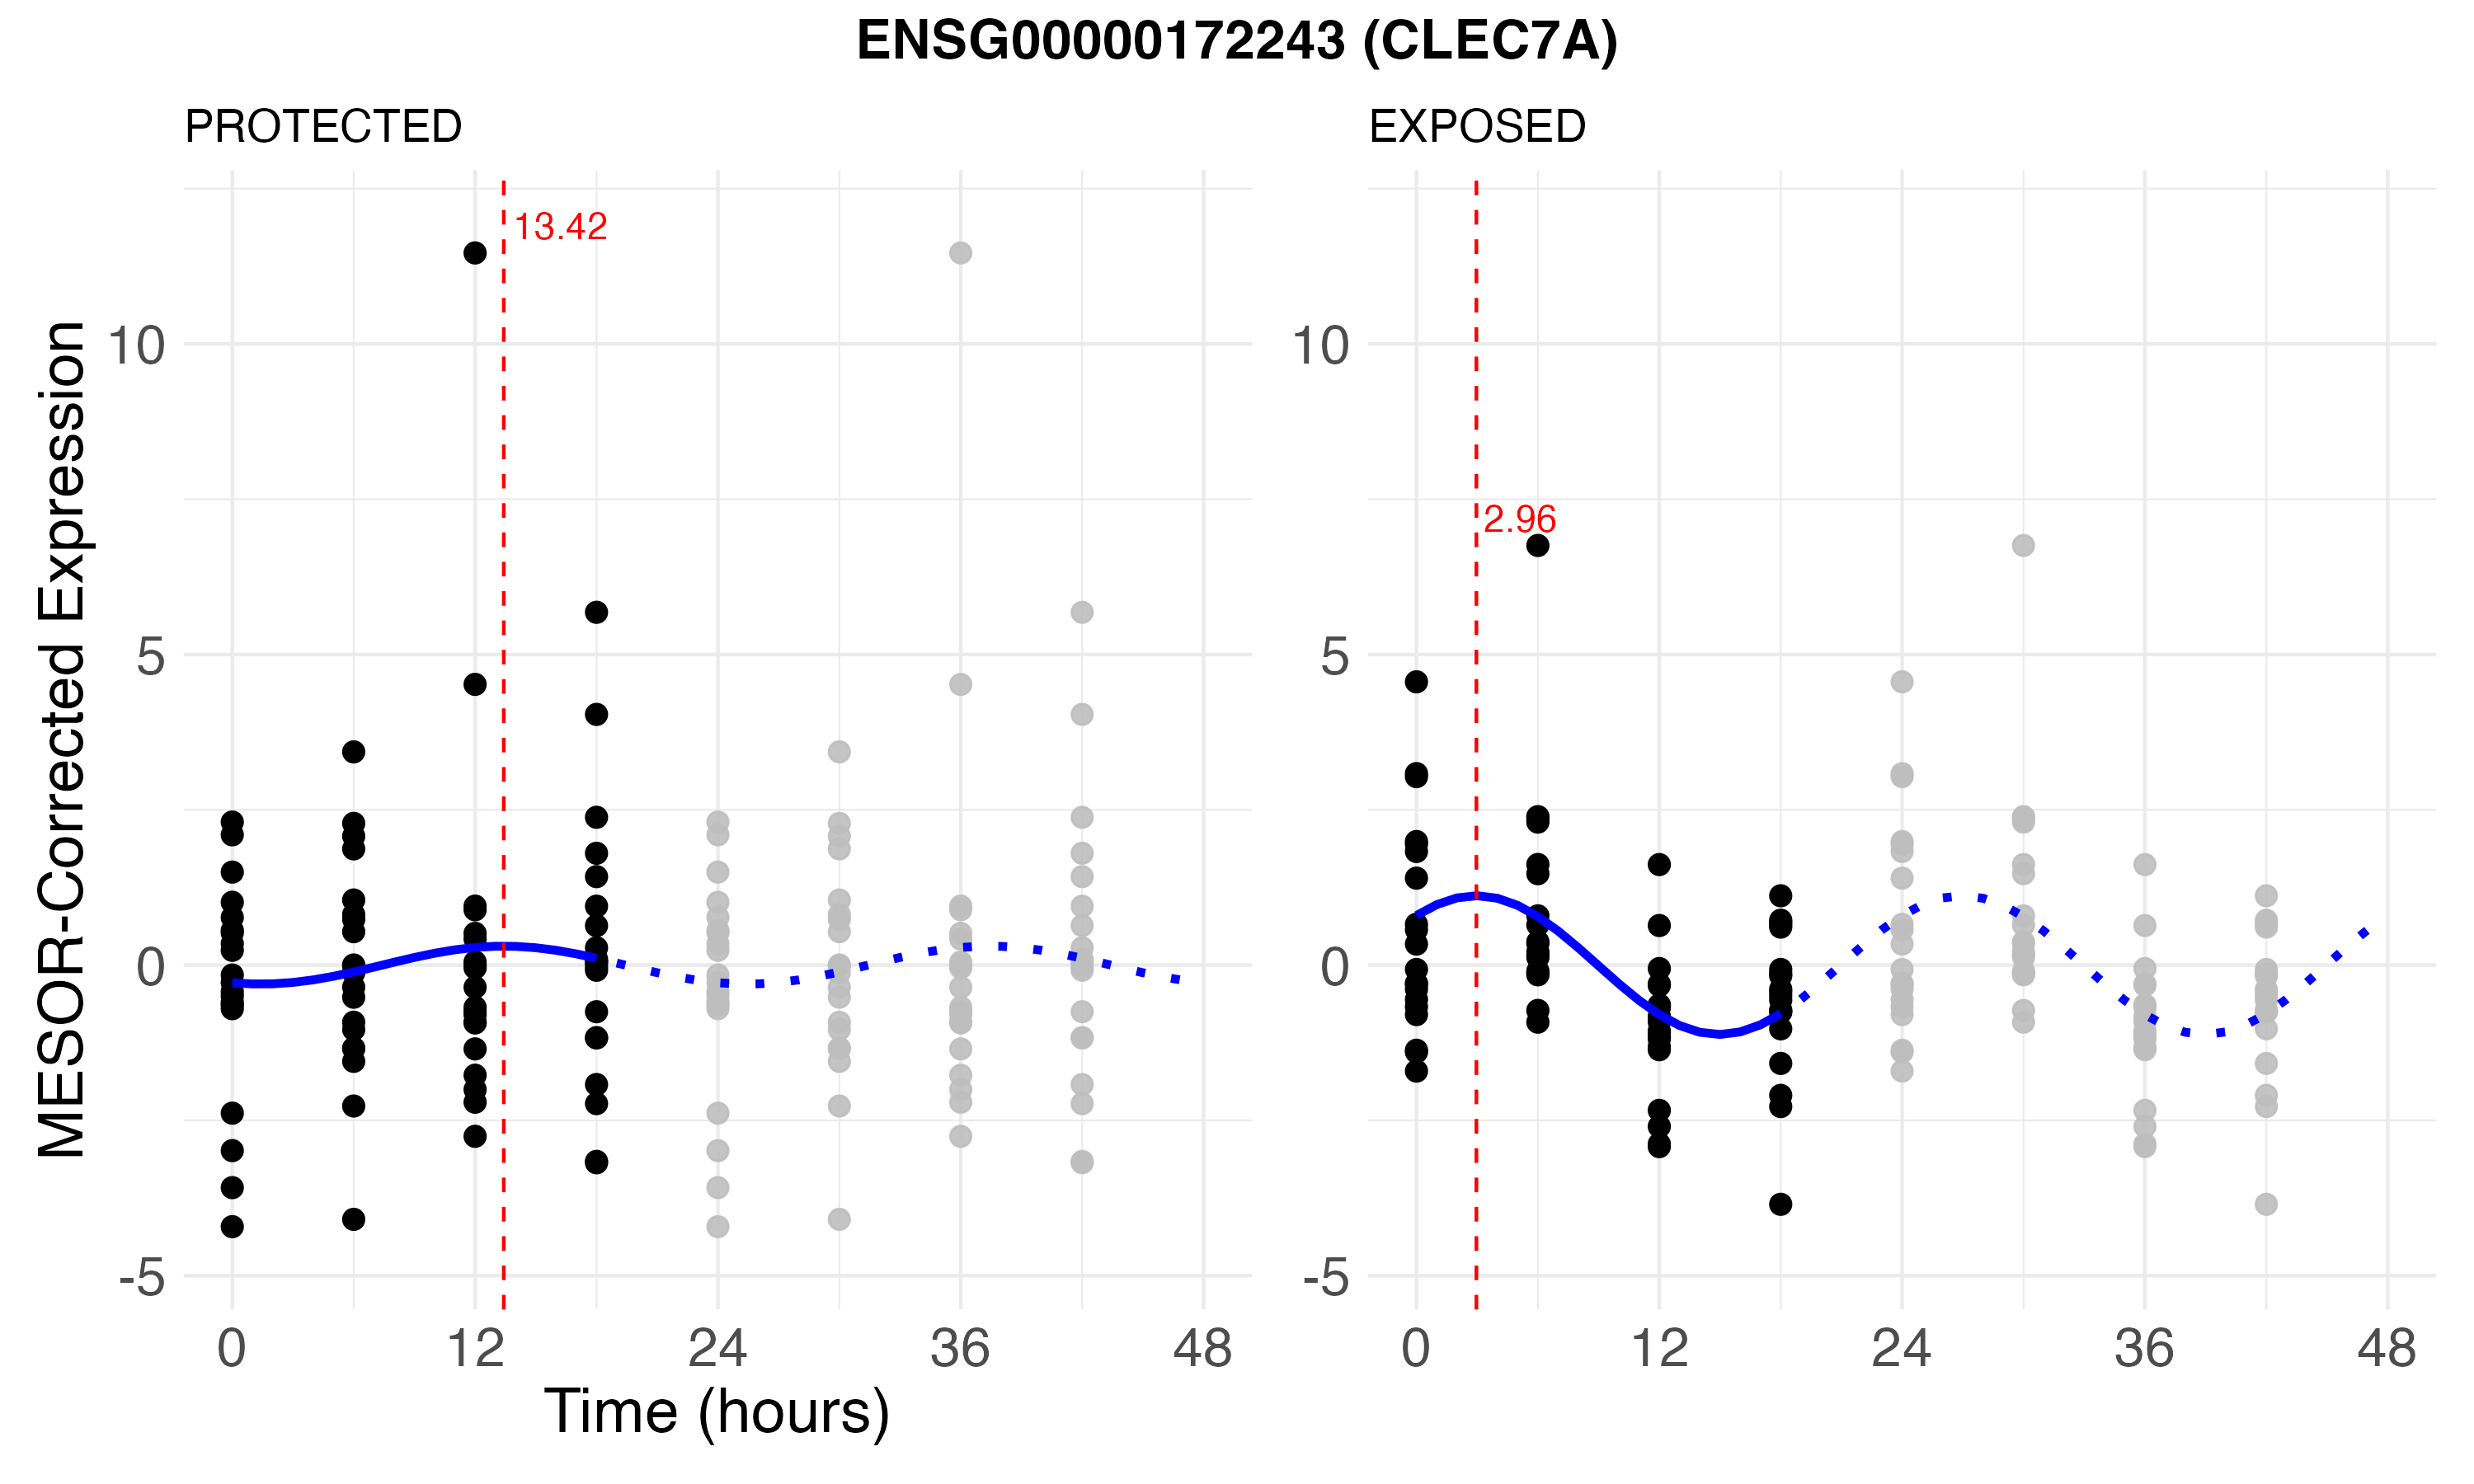 ENSG00000172243 (CLEC7A)
PROTECTED
EXPOSED
MESOR-Corrected Expression
13.42
2.96
10
5
0
-5
10
5
0
-5
0 12 24 36 48
0 12 24 36 48
Time (hours)